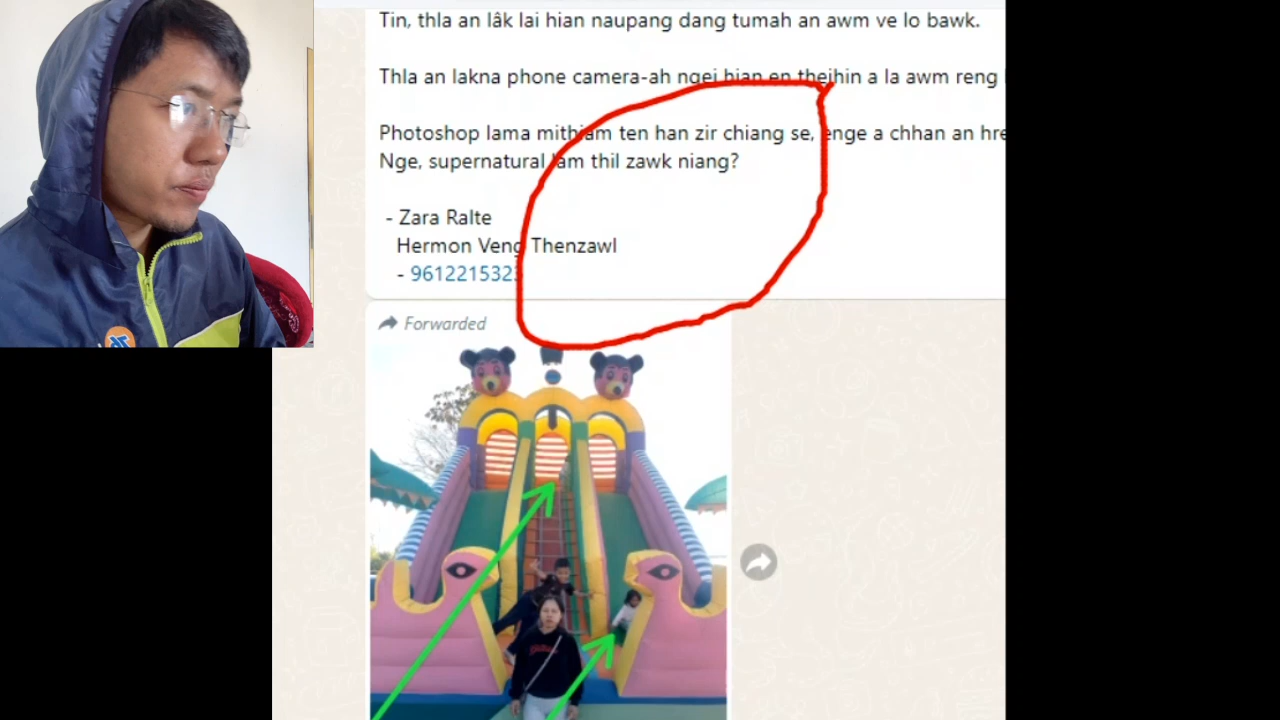 Tin, thla an lâk lai hian naupang dang tumah an awm ve lo bawk.
Thla an lakna phone camera-ah ngei hian en theihin a la awm reng
Photoshop lama mithiam ten han zir chiang se, enge a chhan an hre
Nge, supernatural lam thil zawk niang?
- Zara Ralte
Hermon Veng Thenzawl
- 961221532
Forwarded